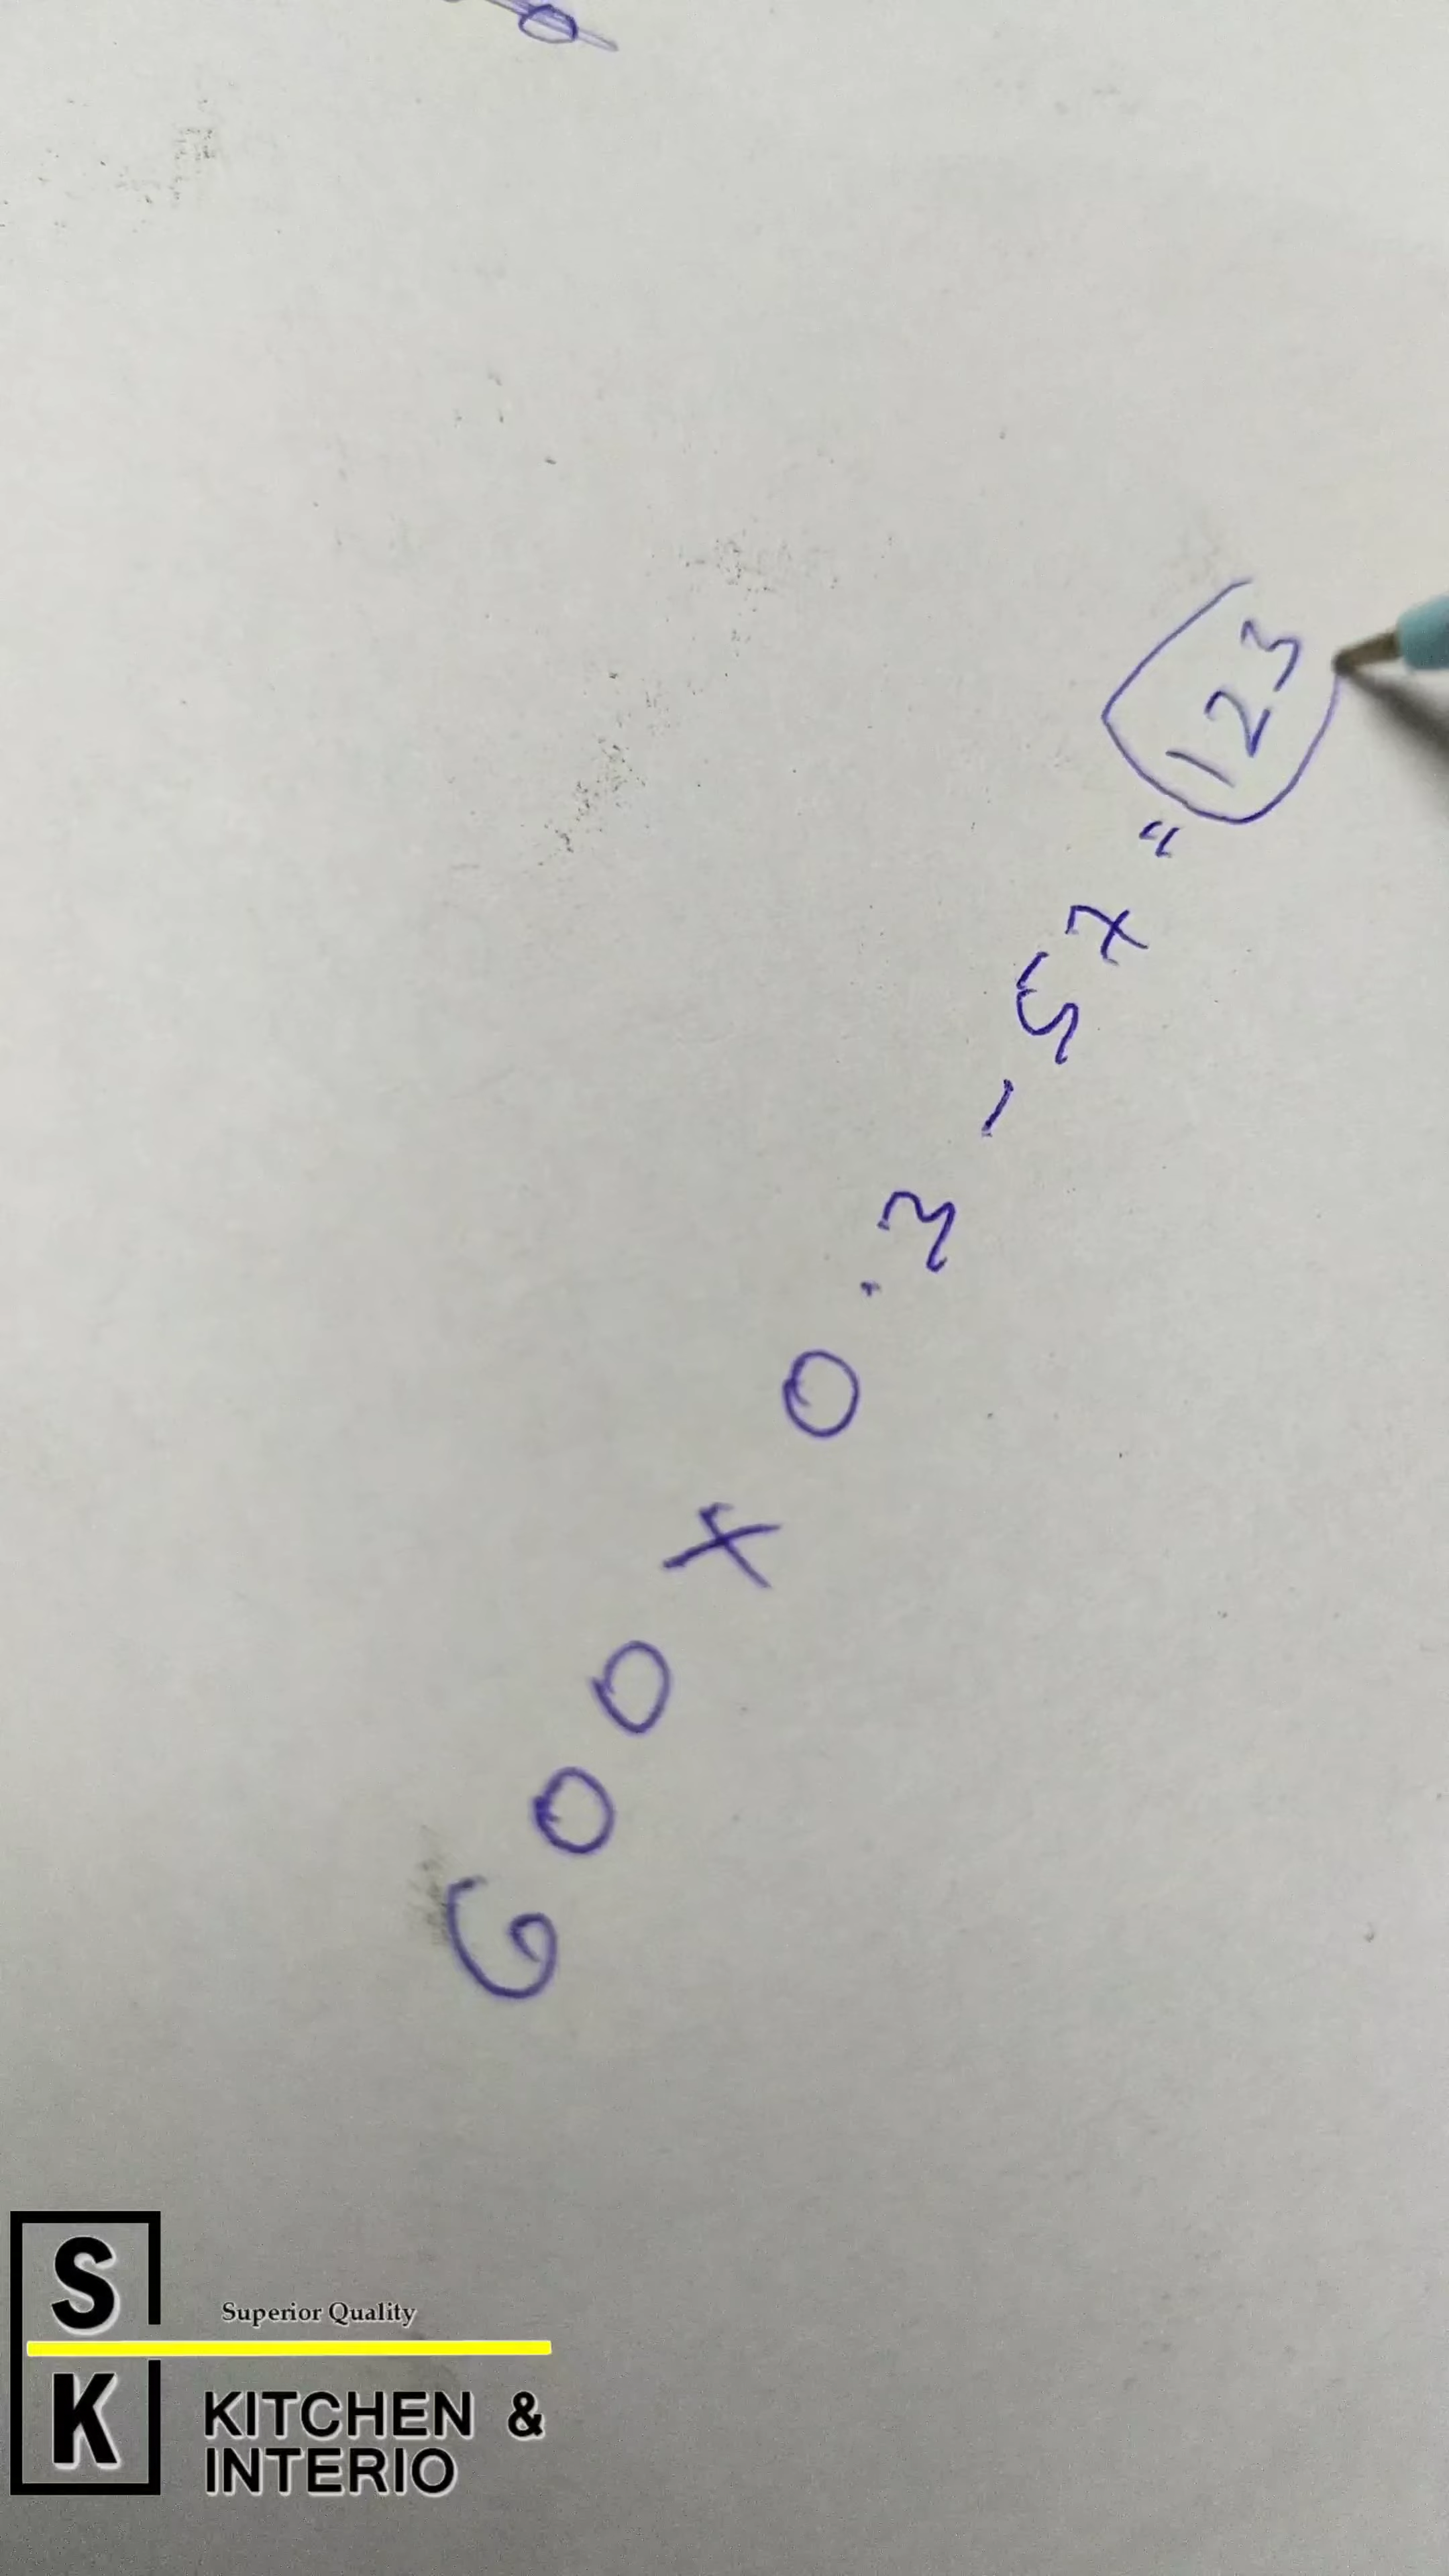 600 x 0.3 - 57 = 123
S
Superior Quality
K
KITCHEN &
INTERIO